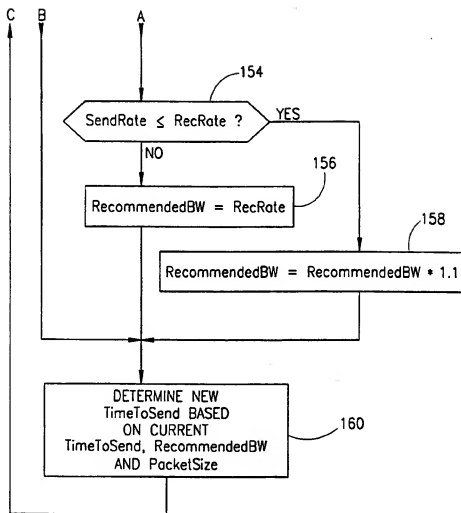 C B A
154
SendRate ≤ RecRate ?
YES
NO
156
RecommendedBW = RecRate
158
RecommendedBW = RecommendedBW * 1.1
DETERMINE NEW
TimeToSend BASED
ON CURRENT
TimeToSend, RecommendedBW
AND PacketSize
160